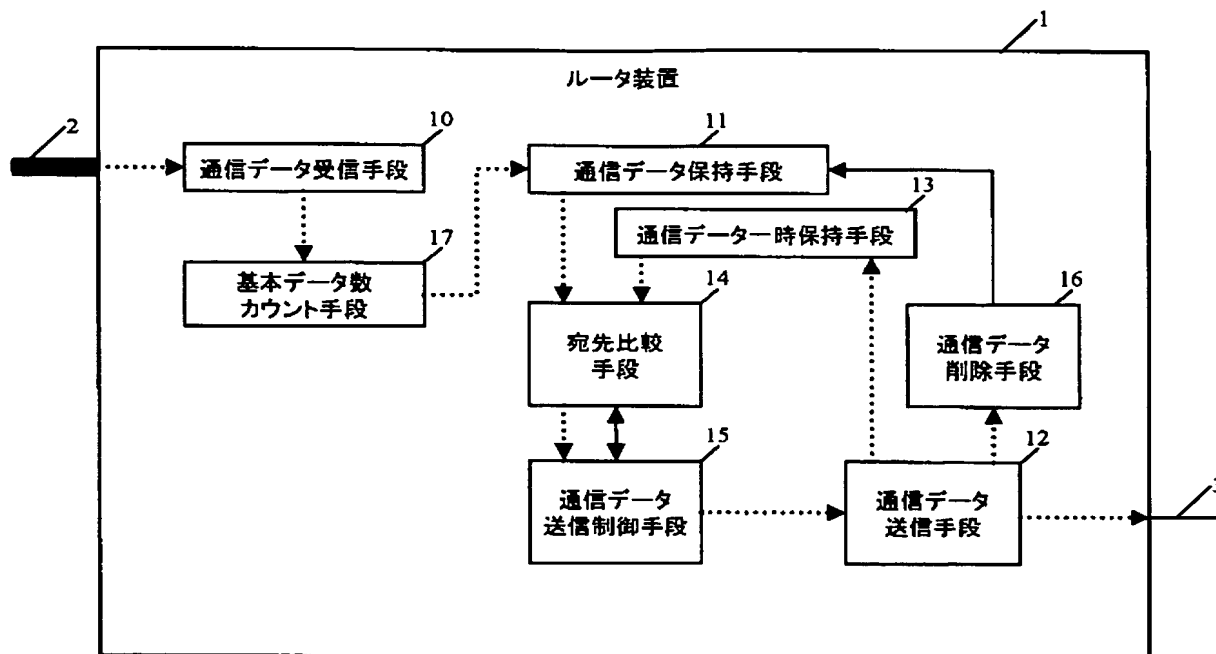 1
ルータ装置
2
10
通信データ受信手段
11
通信データ保持手段
13
通信データ一時保持手段
17
基本データ数
カウント手段
14
宛先比較
手段
16
通信データ
削除手段
15
通信データ
送信制御手段
12
通信データ
送信手段
3